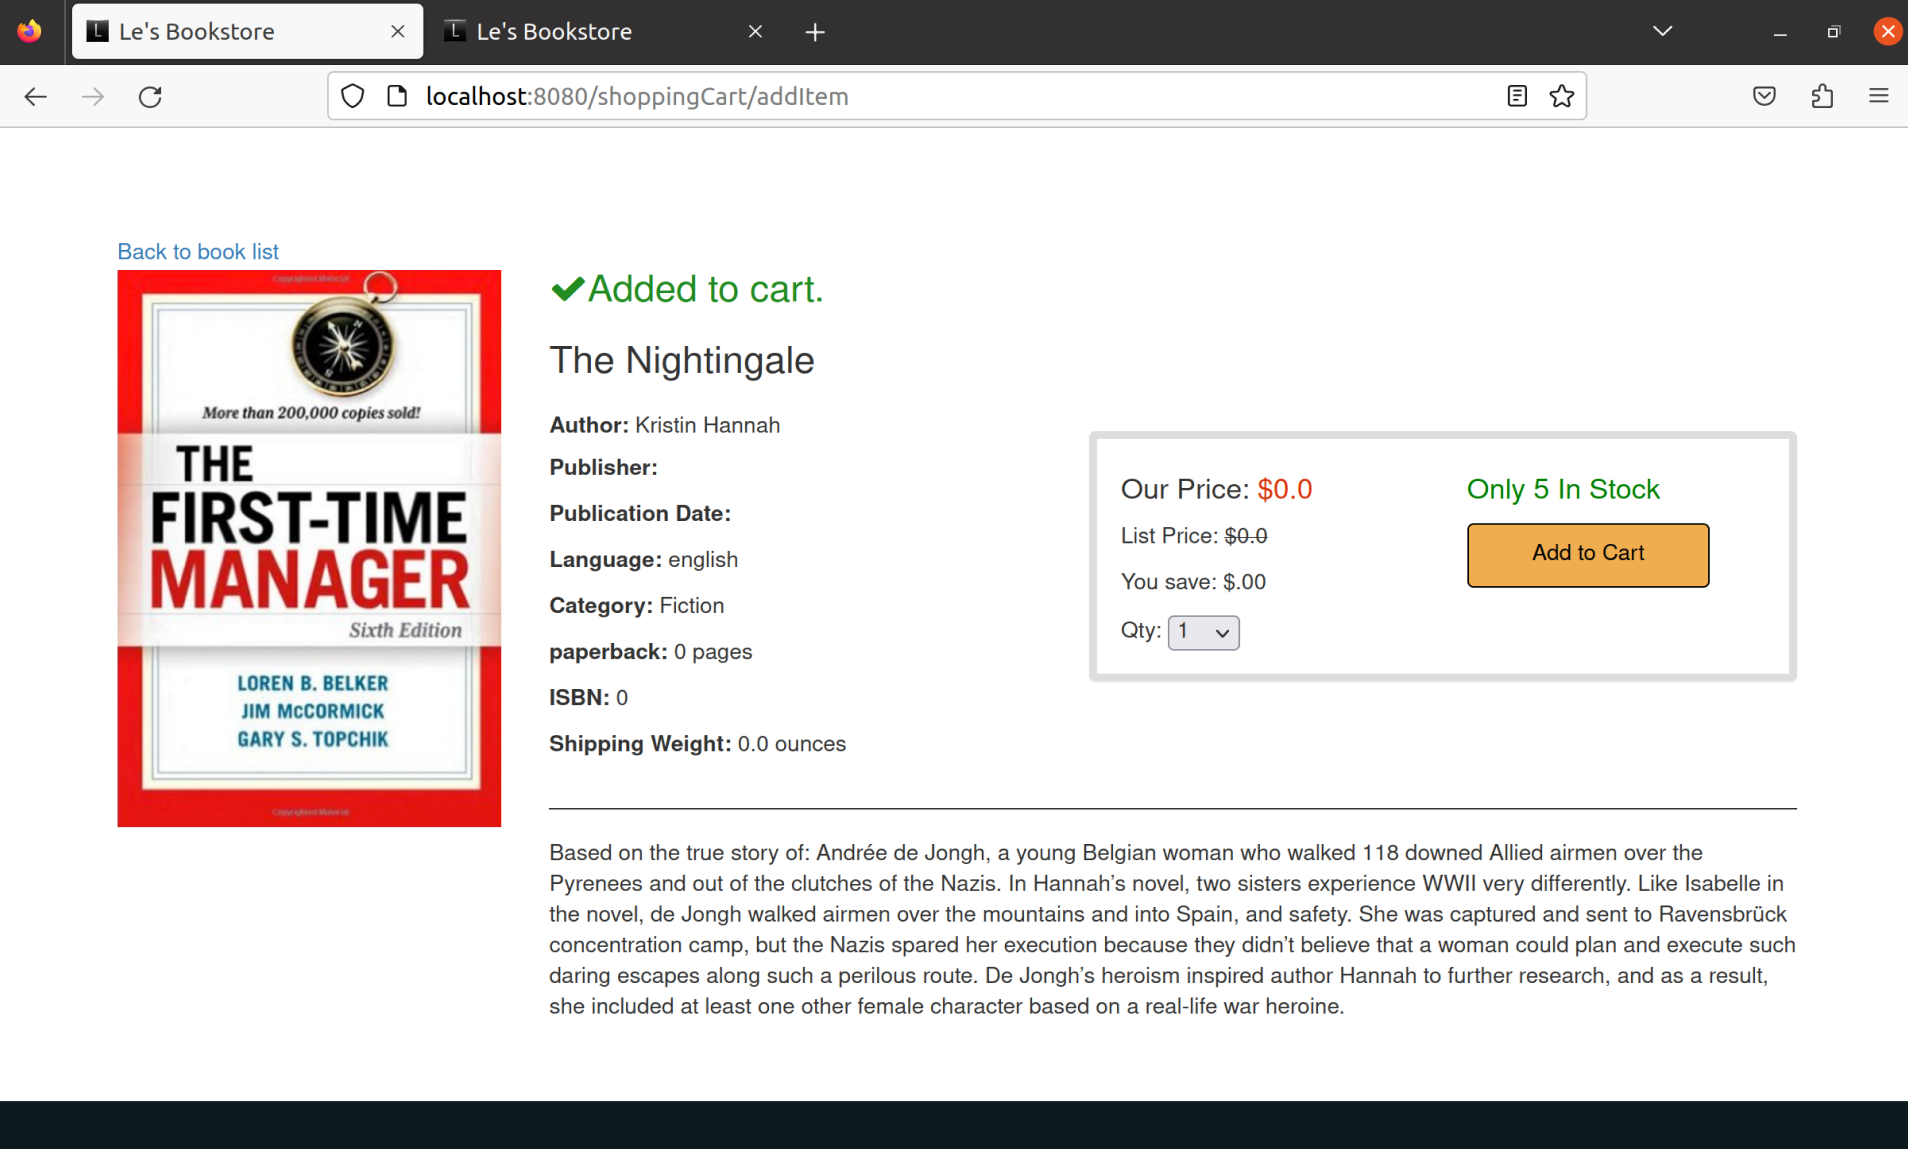 Le's Bookstore
Le's Bookstore
localhost:8080/shoppingCart/addItem
Back to book list
Copyrighted Material
More than 200,000 copies sold!
THE
FIRST-TIME
MANAGER
Sixth Edition
LOREN B. BELKER
JIM McCORMICK
GARY S. TOPCHIK
Copyrighted Material
Added to cart.
The Nightingale
Author: Kristin Hannah
Publisher:
Publication Date:
Language: english
Category: Fiction
paperback: 0 pages
ISBN: 0
Shipping Weight: 0.0 ounces
Our Price: $0.0
List Price: $0.0
You save: $.00
Qty: 1
Only 5 In Stock
Add to Cart
Based on the true story of: Andrée de Jongh, a young Belgian woman who walked 118 downed Allied airmen over the
Pyrenees and out of the clutches of the Nazis. In Hannah’s novel, two sisters experience WWII very differently. Like Isabelle in
the novel, de Jongh walked airmen over the mountains and into Spain, and safety. She was captured and sent to Ravensbrück
concentration camp, but the Nazis spared her execution because they didn’t believe that a woman could plan and execute such
daring escapes along such a perilous route. De Jongh’s heroism inspired author Hannah to further research, and as a result,
she included at least one other female character based on a real-life war heroine.